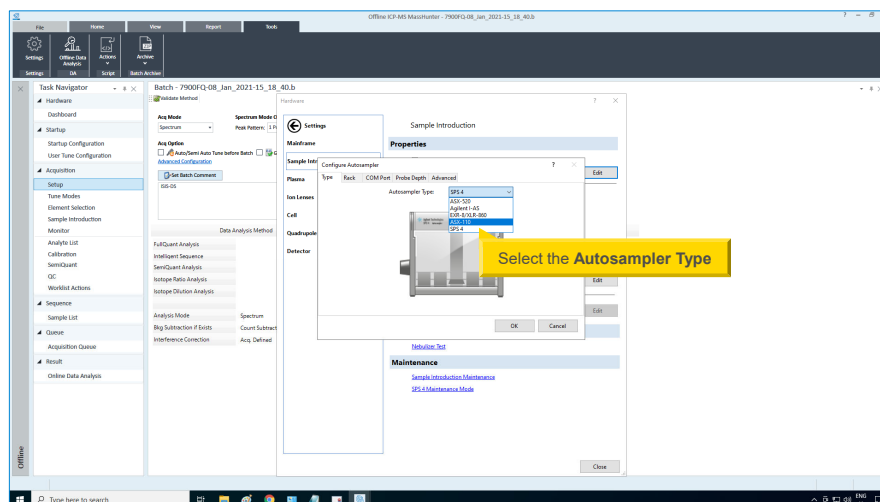 Offline ICP-MS MassHunter - 7900FQ-08_Jan_2021-15_18_40.b
File Home View Report Tools
Settings Offline Data Analysis Actions Archive
Settings DA Script Batch Archive
Task Navigator
Hardware
Dashboard
Startup
Startup Configuration
User Tune Configuration
Acquisition
Setup
Tune Modes
Element Selection
Sample Introduction
Monitor
Analyte List
Calibration
SemiQuant
QC
Worklist Actions
Sequence
Sample List
Queue
Acquisition Queue
Result
Online Data Analysis
Offline
Batch - 7900FQ-08_Jan_2021-15_18_40.b
Validate Method
Acq Mode Spectrum Mode O
Spectrum Peak Pattern: 1 P
Acq Option
Auto/Semi Auto Tune before Batch
Advanced Configuration
Set Batch Comment
ISIS-DS
Data Analysis Method
FullQuant Analysis
Intelligent Sequence
SemiQuant Analysis
Isotope Ratio Analysis
Isotope Dilution Analysis
Analysis Mode Spectrum
Bkg Subtraction if Exists Count Subtract
Interference Correction Acq. Defined
Hardware ?
Settings
Mainframe
Sample Intr
Plasma
Ion Lenses
Cell
Quadrupole
Detector
Sample Introduction
Properties
Edit
Configure Autosampler ?
Type Rack COM Port Probe Depth Advanced
Autosampler Type: SPS 4
ASX-520
Agilent I-AS
EXR-8/XLR-860
ASX-110
SPS 4
Select the Autosampler Type
Edit
Edit
OK Cancel
Nebulizer Test
Maintenance
Sample Introduction Maintenance
SPS 4 Maintenance Mode
Close
Type here to search
ENG